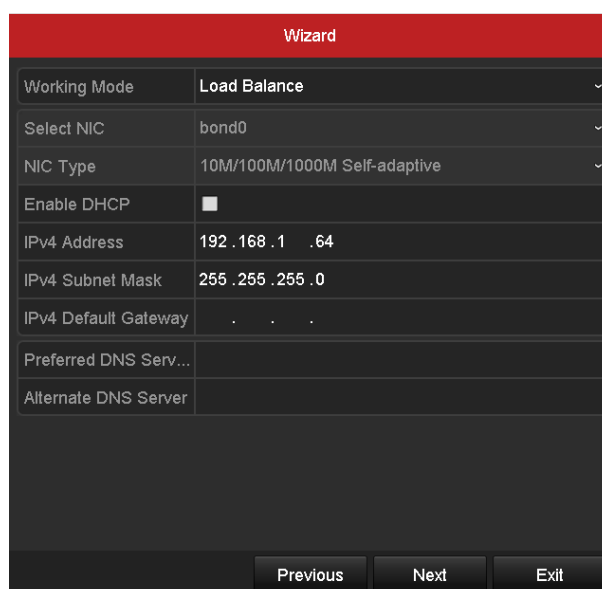 Wizard
Working Mode Load Balance
Select NIC bond0
NIC Type 10M/100M/1000M Self-adaptive
Enable DHCP
IPv4 Address 192 .168 .1 .64
IPv4 Subnet Mask 255 .255 .255 .0
IPv4 Default Gateway . . .
Preferred DNS Serv...
Alternate DNS Server
Previous Next Exit